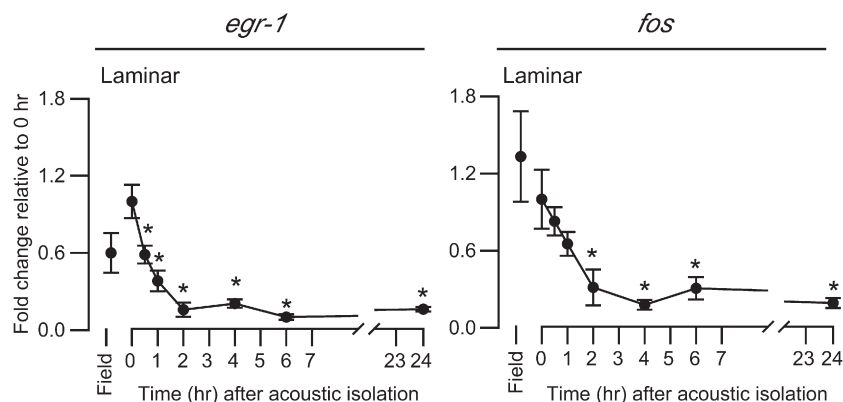 egr-1
fos
Laminar
Laminar
Fold change relative to 0 hr
1.8
1.2
0.6
0.0
* * * * * *
Field 0 1 2 3 4 5 6 7 23 24
Time (hr) after acoustic isolation
1.8
1.2
0.6
0.0
* * * *
Field 0 1 2 3 4 5 6 7 23 24
Time (hr) after acoustic isolation